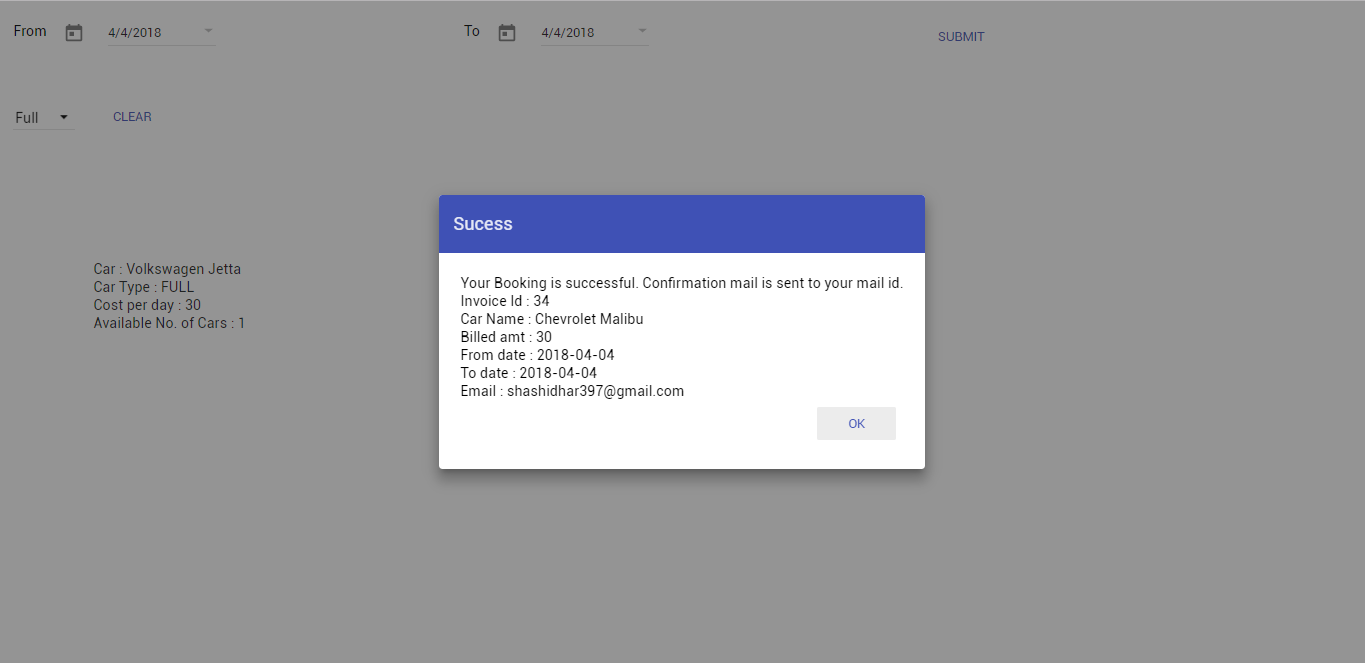 From 4/4/2018 To 4/4/2018 SUBMIT
Full CLEAR
Car : Volkswagen Jetta
Car Type : FULL
Cost per day : 30
Available No. of Cars : 1
Sucess
Your Booking is successful. Confirmation mail is sent to your mail id.
Invoice Id : 34
Car Name : Chevrolet Malibu
Billed amt : 30
From date : 2018-04-04
To date : 2018-04-04
Email : shashidhar397@gmail.com
OK